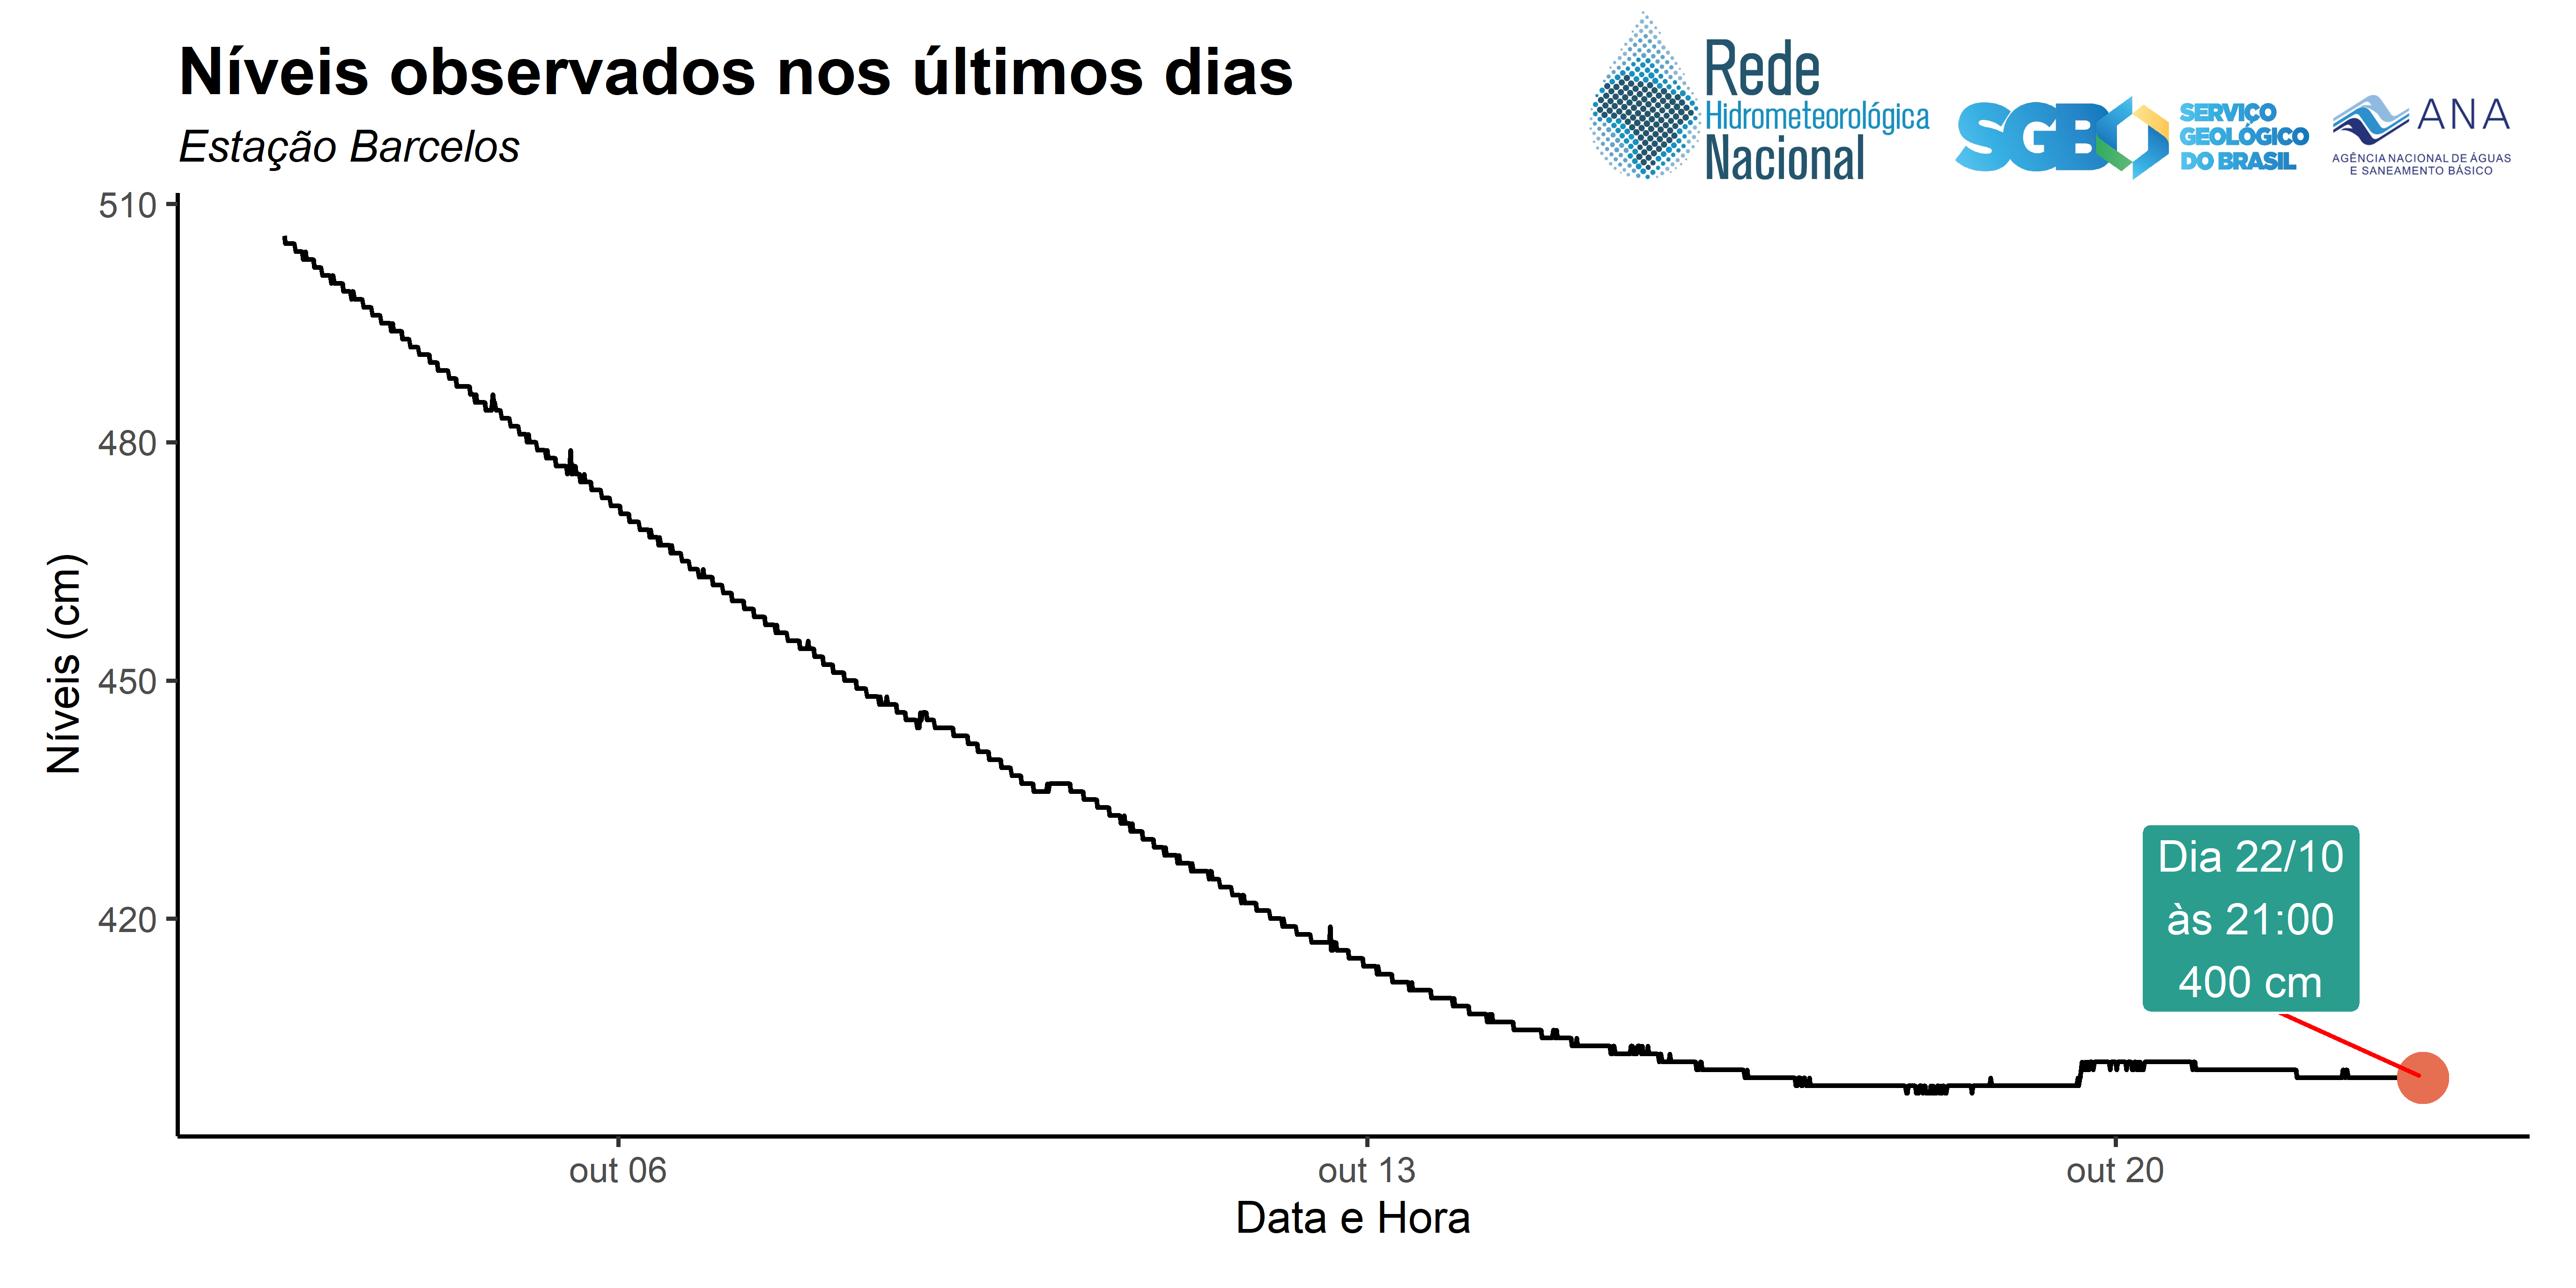 Níveis observados nos últimos dias
Estação Barcelos
Rede
Hidrometeorológica
Nacional
SGB
SERVIÇO
GEOLÓGICO
DO BRASIL
ANA
AGÊNCIA NACIONAL DE ÁGUAS
E SANEAMENTO BÁSICO
510
480
450
420
Níveis (cm)
Dia 22/10
às 21:00
400 cm
out 06
out 13
out 20
Data e Hora